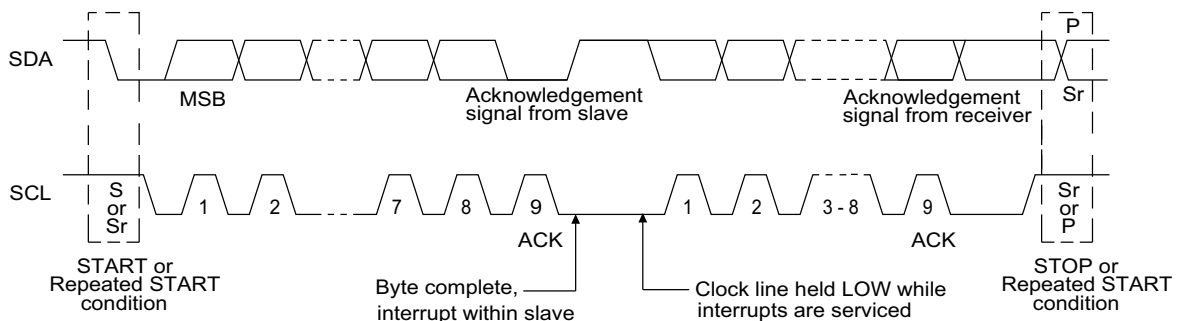 P
SDA
MSB
Acknowledgement
signal from slave
Acknowledgement
signal from receiver
Sr
SCL
S
or
Sr
1
2
7
8
9
1
2
3 - 8
9
Sr
or
P
ACK
ACK
START or
Repeated START
condition
Byte complete,
interrupt within slave
Clock line held LOW while
interrupts are serviced
STOP or
Repeated START
condition